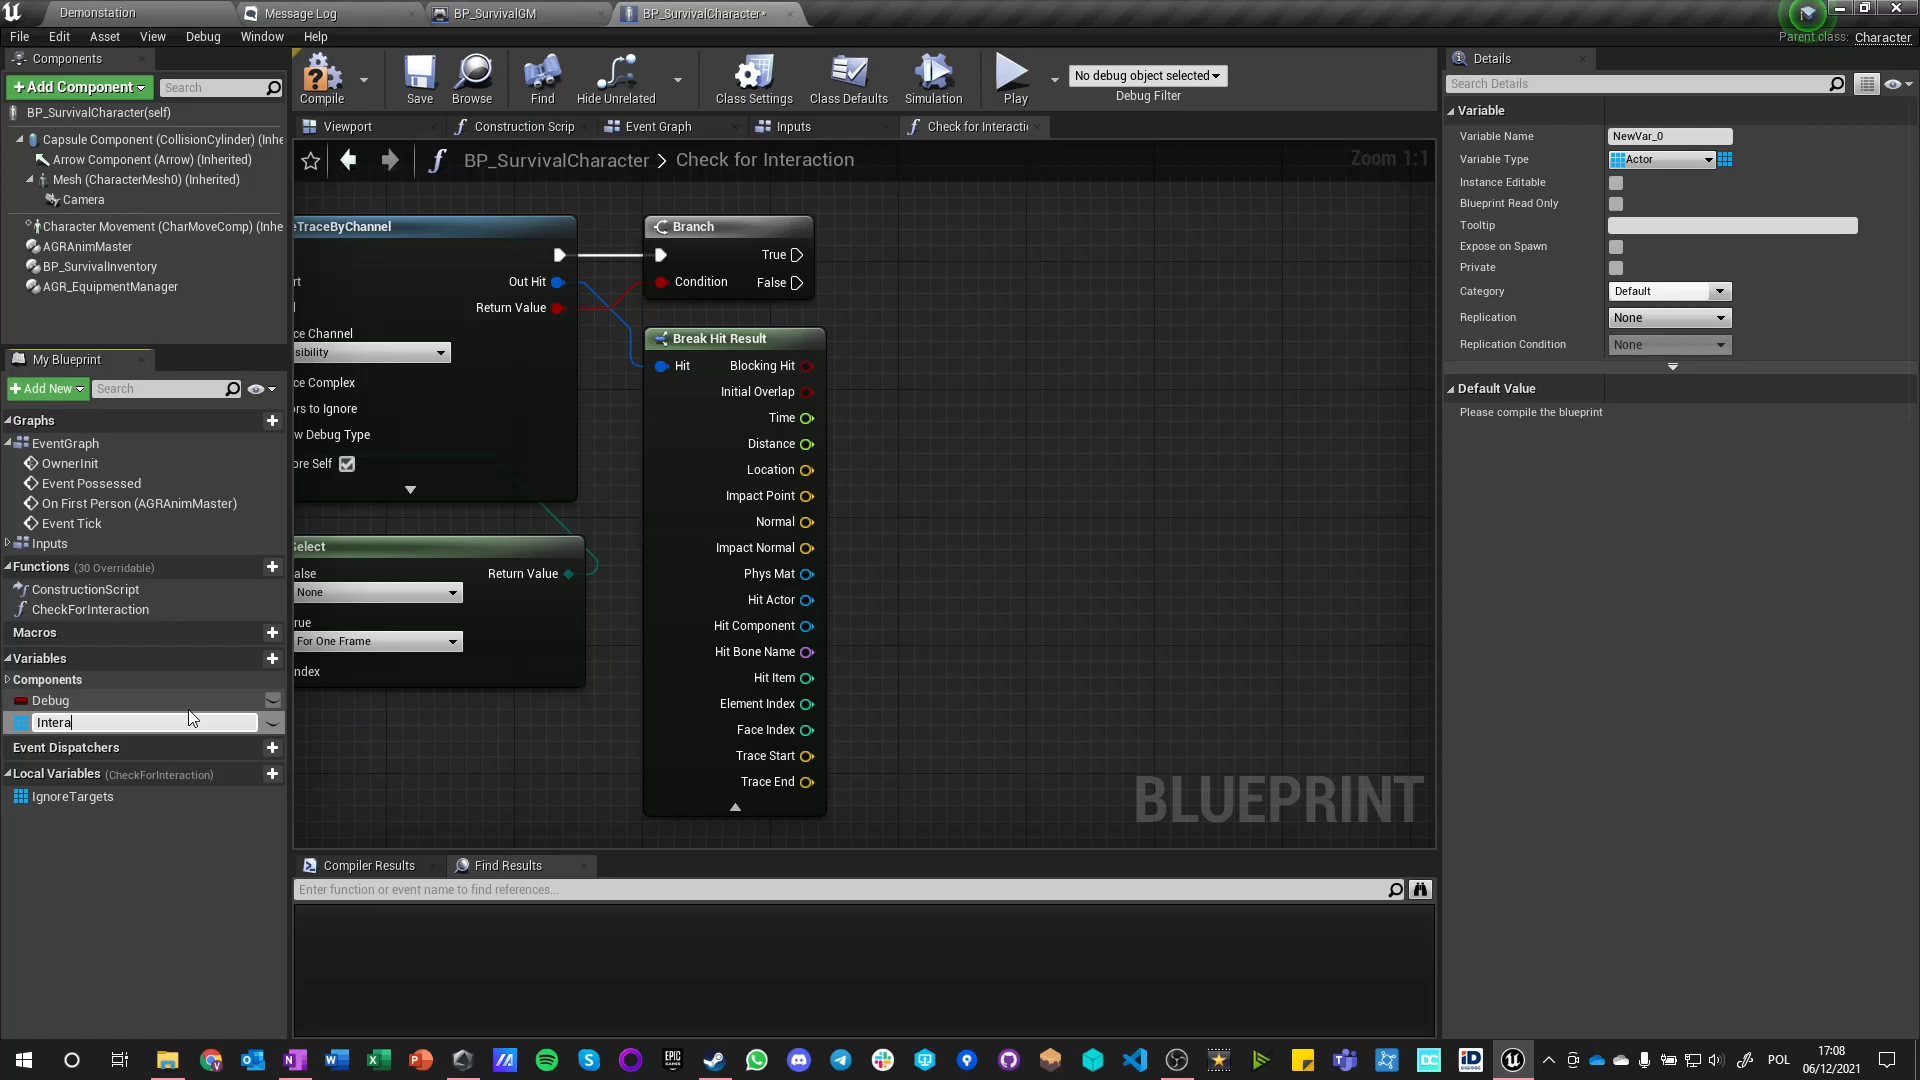 Demonstration
Message Log
BP_SurvivalGM
BP_SurvivalCharacter*
File Edit Asset View Debug Window Help
Parent class: Character
Components
+Add Component
Search
BP_SurvivalCharacter(self)
Capsule Component (CollisionCylinder) (Inhe
Arrow Component (Arrow) (Inherited)
Mesh (CharacterMesh0) (Inherited)
Camera
Character Movement (CharMoveComp) (Inhe
AGRAnimMaster
BP_SurvivalInventory
AGR_EquipmentManager
My Blueprint
+Add New
Search
Graphs
EventGraph
OwnerInit
Event Possessed
On First Person (AGRAnimMaster)
Event Tick
Inputs
Functions (30 Overridable)
ConstructionScript
CheckForInteraction
Macros
Variables
Components
Debug
Intera
Event Dispatchers
Local Variables (CheckForInteraction)
IgnoreTargets
Compile
Save
Browse
Find
Hide Unrelated
Class Settings
Class Defaults
Simulation
Play
No debug object selected
Debug Filter
Viewport
Construction Scrip
Event Graph
Inputs
Check for Interacti
BP_SurvivalCharacter > Check for Interaction
Zoom 1:1
eTraceByChannel
Out Hit
Return Value
rt
ce Channel
sibility
ce Complex
ors to Ignore
w Debug Type
ore Self
Select
alse
None
Return Value
rue
For One Frame
ndex
Branch
True
Condition
False
Break Hit Result
Hit
Blocking Hit
Initial Overlap
Time
Distance
Location
Impact Point
Normal
Impact Normal
Phys Mat
Hit Actor
Hit Component
Hit Bone Name
Hit Item
Element Index
Face Index
Trace Start
Trace End
BLUEPRINT
Compiler Results
Find Results
Enter function or event name to find references...
Details
Search Details
Variable
Variable Name NewVar_0
Variable Type Actor
Instance Editable
Blueprint Read Only
Tooltip
Expose on Spawn
Private
Category Default
Replication None
Replication Condition None
Default Value
Please compile the blueprint
EPIC GAMES
DC
iD
POL
17:08
06/12/2021